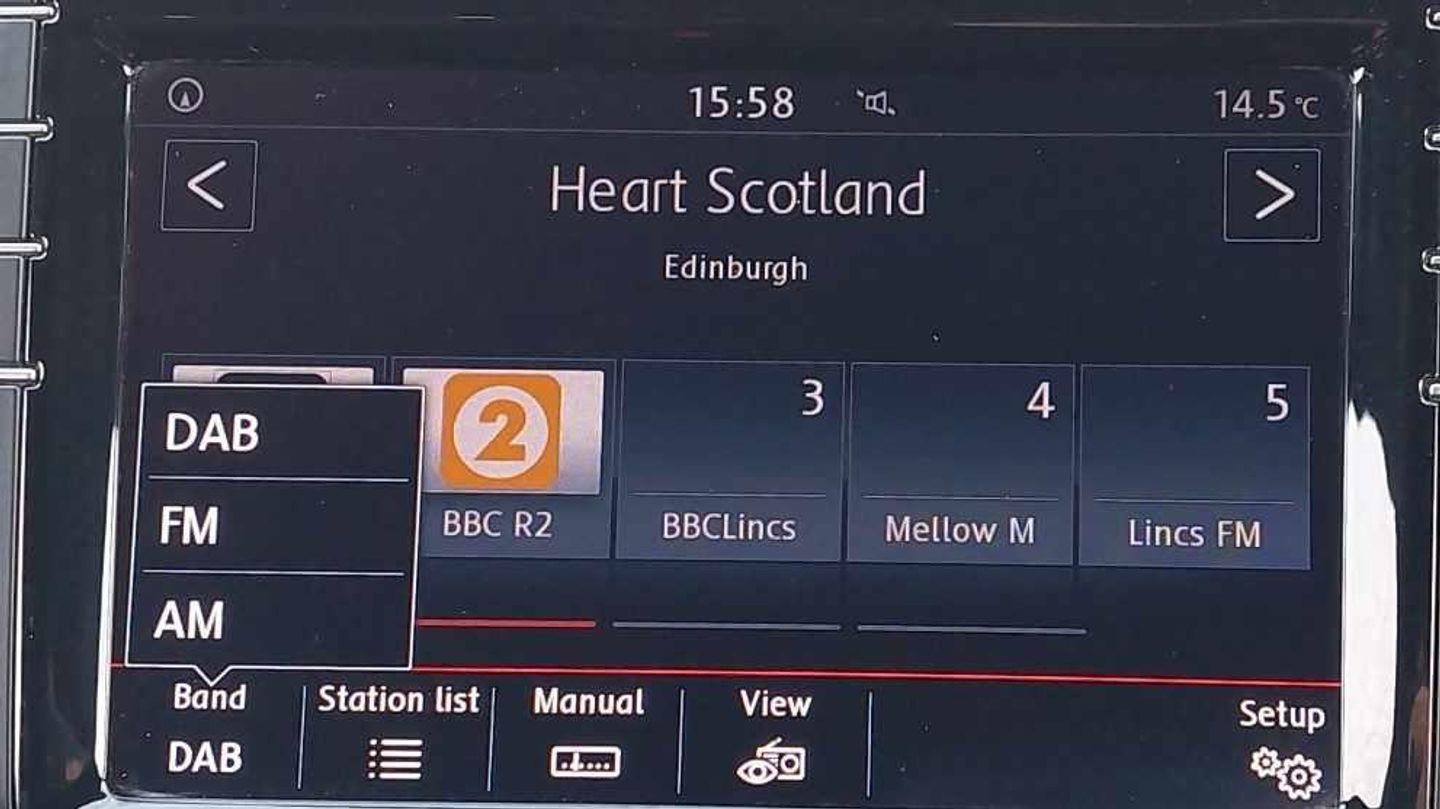 15:58
14.5 °C
<
Heart Scotland
>
Edinburgh
2
3
4
5
BBC R2
BBCLincs
Mellow M
Lincs FM
DAB
FM
AM
Band
Station list
Manual
View
Setup
DAB